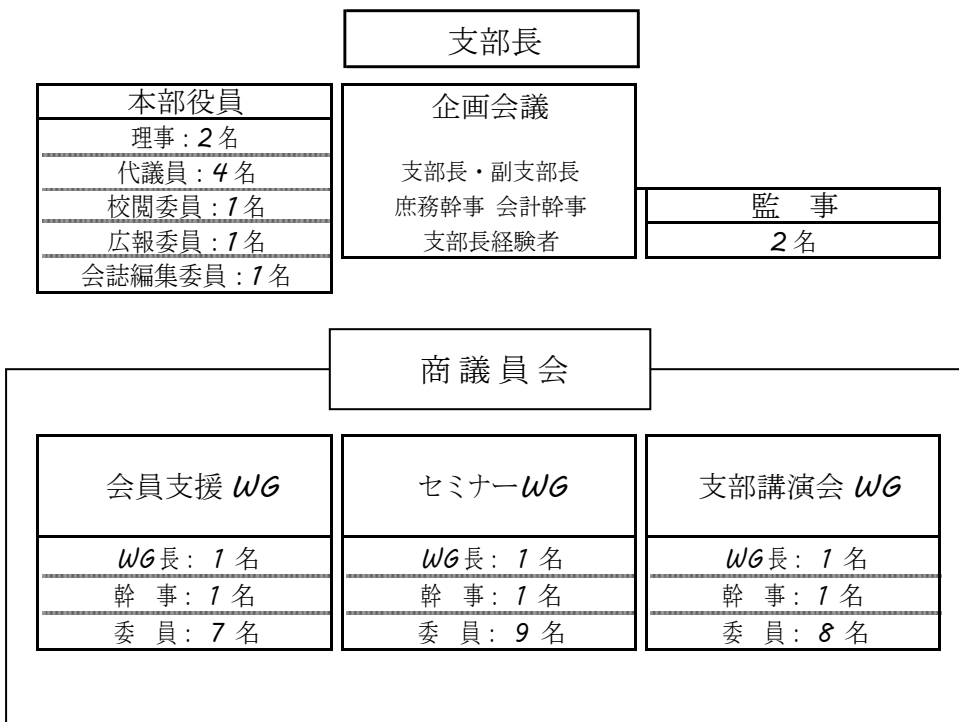 支部長
本部役員
理事：2名
代議員：4名
校閲委員：1名
広報委員：1名
会誌編集委員：1名
企画会議
支部長・副支部長
庶務幹事 会計幹事
支部長経験者
監　事
2名
商議員会
会員支援 WG
WG長： 1 名
幹　事： 1 名
委　員： 7 名
セミナーWG
WG長： 1 名
幹　事： 1 名
委　員： 9 名
支部講演会 WG
WG長： 1 名
幹　事： 1 名
委　員： 8 名